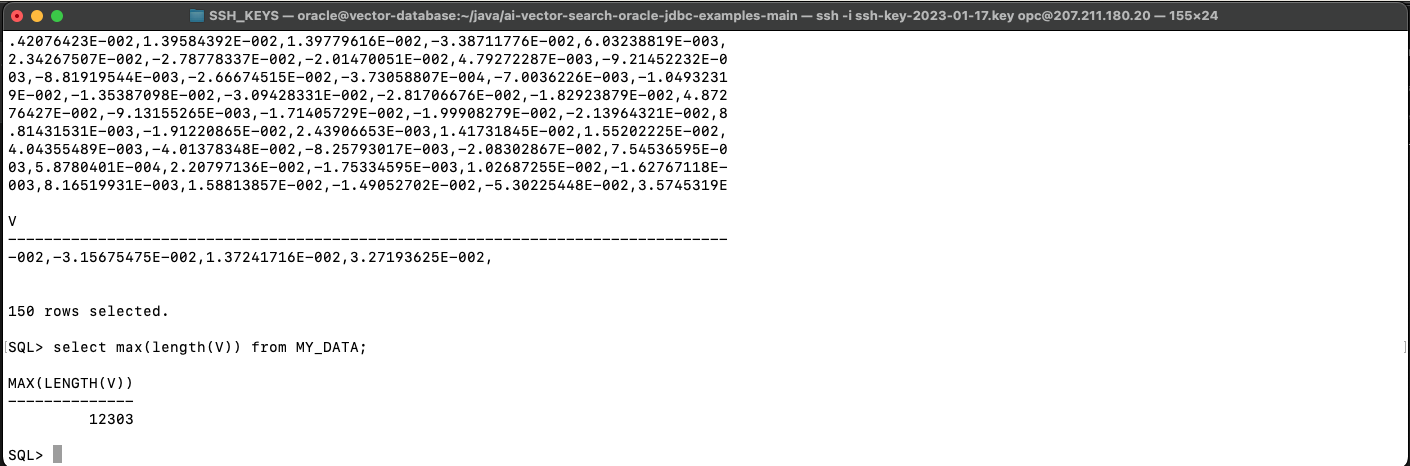 SSH_KEYS — oracle@vector-database:~/java/ai-vector-search-oracle-jdbc-examples-main — ssh -i ssh-key-2023-01-17.key opc@207.211.180.20 — 155×24
.42076423E-002,1.39584392E-002,1.39779616E-002,-3.38711776E-002,6.03238819E-003,
2.34267507E-002,-2.78778337E-002,-2.01470051E-002,4.79272287E-003,-9.21452232E-0
03,-8.81919544E-003,-2.66674515E-002,-3.73058807E-004,-7.0036226E-003,-1.0493231
9E-002,-1.35387098E-002,-3.09428331E-002,-2.81706676E-002,-1.82923879E-002,4.872
76427E-002,-9.13155265E-003,-1.71405729E-002,-1.99908279E-002,-2.13964321E-002,8
.81431531E-003,-1.91220865E-002,2.43906653E-003,1.41731845E-002,1.55202225E-002,
4.04355489E-003,-4.01378348E-002,-8.25793017E-003,-2.08302867E-002,7.54536595E-0
03,5.8780401E-004,2.20797136E-002,-1.75334595E-003,1.02687255E-002,-1.62767118E-
003,8.16519931E-003,1.58813857E-002,-1.49052702E-002,-5.30225448E-002,3.5745319E
V
--------------------------------------------------------------------------------
-002,-3.15675475E-002,1.37241716E-002,3.27193625E-002,
150 rows selected.
[SQL> select max(length(V)) from MY_DATA; ]
MAX(LENGTH(V))
--------------
12303
SQL>